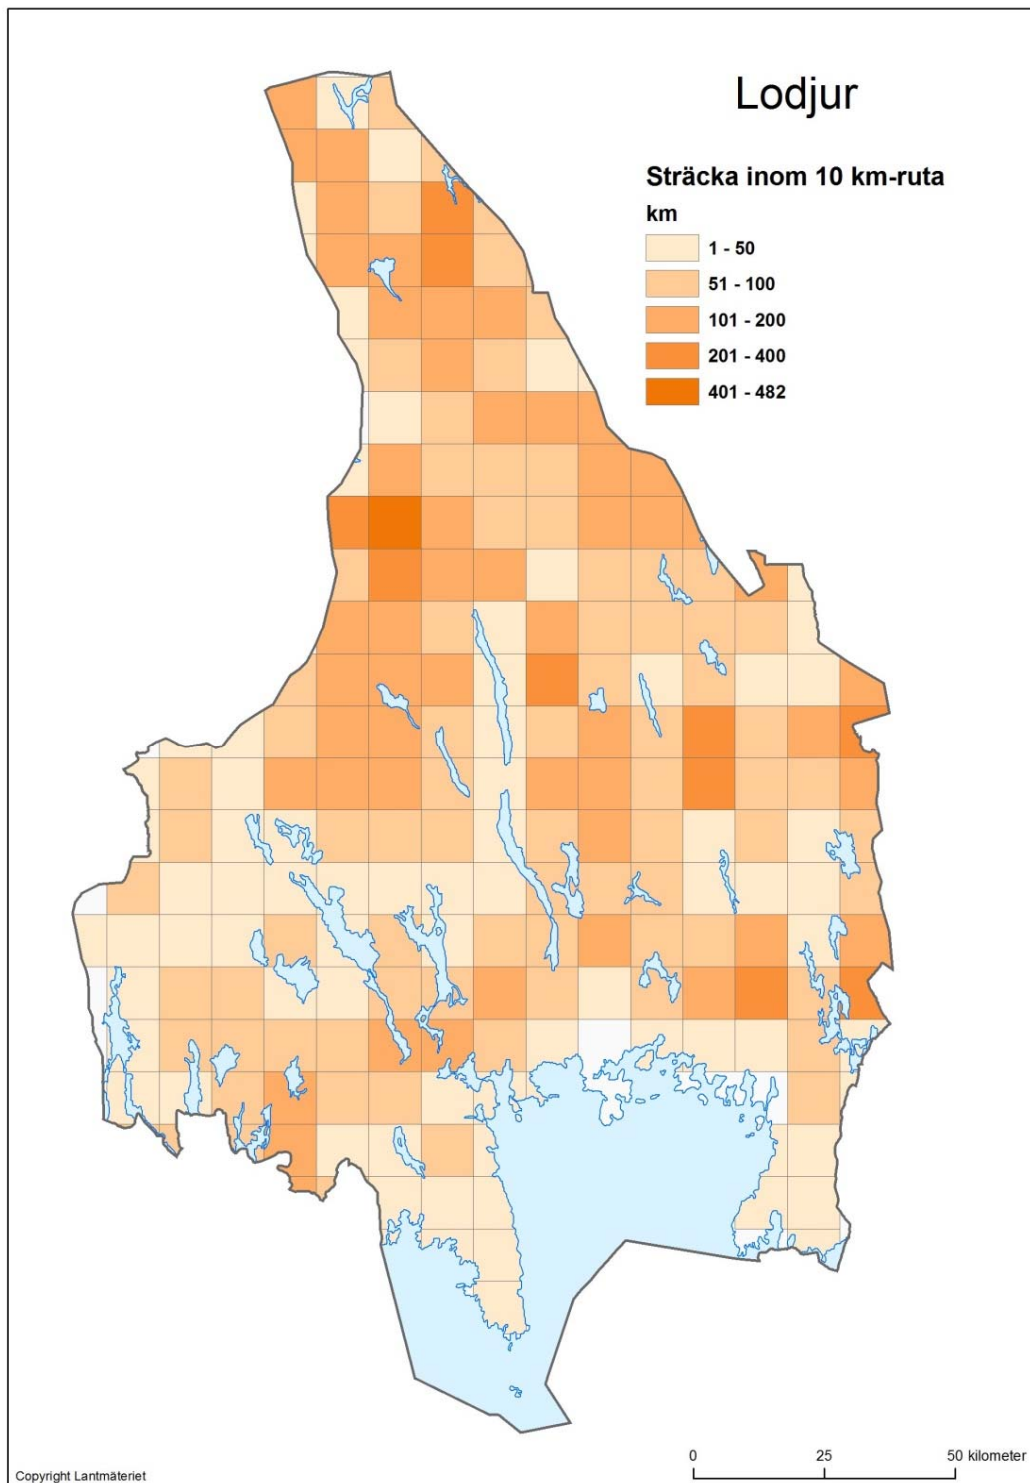 Lodjur
Sträcka inom 10 km-ruta
km
1 - 50
51 - 100
101 - 200
201 - 400
401 - 482
0 25 50 kilometer
Copyright Lantmäteriet